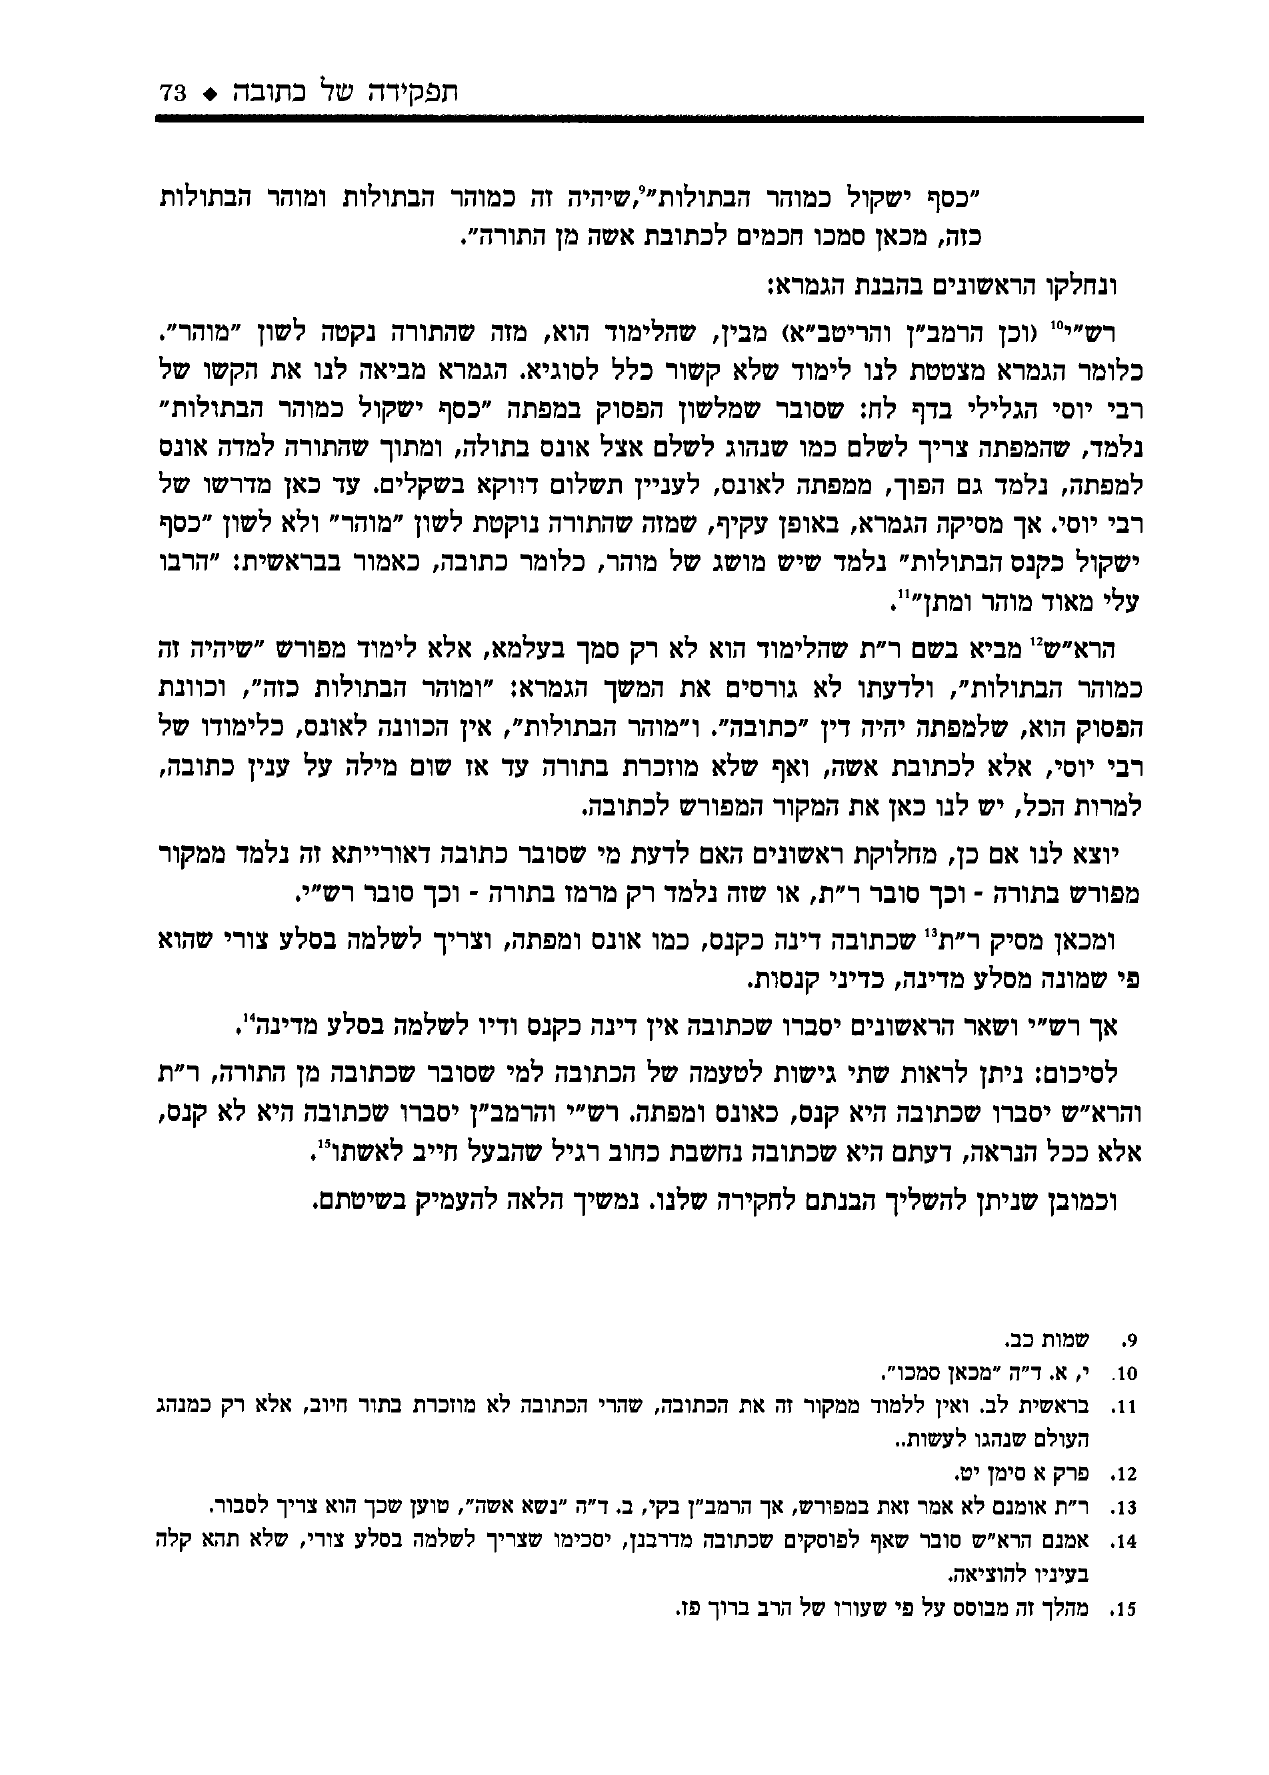 תפקידה של כתובה ◆ 73
"כסף ישקול כמוהר הבתולות"⁹,שיהיה זה כמוהר הבתולות ומוהר הבתולות
כזה, מכאן סמכו חכמים לכתובת אשה מן התורה".
ונחלקו הראשונים בהבנת הגמרא:
רש"י¹⁰ (וכן הרמב"ן והריטב"א) מבין, שהלימוד הוא, מזה שהתורה נקטה לשון "מוהר".
כלומר הגמרא מצטטת לנו לימוד שלא קשור כלל לסוגיא. הגמרא מביאה לנו את הקשו של
רבי יוסי הגלילי בדף לח: שסובר שמלשון הפסוק במפתה "כסף ישקול כמוהר הבתולות"
נלמד, שהמפתה צריך לשלם כמו שנהוג לשלם אצל אונס בתולה, ומתוך שהתורה למדה אונס
למפתה, נלמד גם הפוך, ממפתה לאונס, לעניין תשלום דווקא בשקלים. עד כאן מדרשו של
רבי יוסי. אך מסיקה הגמרא, באופן עקיף, שמזה שהתורה נוקטת לשון "מוהר" ולא לשון "כסף
ישקול כקנס הבתולות" נלמד שיש מושג של מוהר, כלומר כתובה, כאמור בבראשית: "הרבו
עלי מאוד מוהר ומתן"¹¹.
הרא"ש¹² מביא בשם ר"ת שהלימוד הוא לא רק סמך בעלמא, אלא לימוד מפורש "שיהיה זה
כמוהר הבתולות", ולדעתו לא גורסים את המשך הגמרא: "ומוהר הבתולות כזה", וכוונת
הפסוק הוא, שלמפתה יהיה דין "כתובה". ו"מוהר הבתולות", אין הכוונה לאונס, כלימודו של
רבי יוסי, אלא לכתובת אשה, ואף שלא מוזכרת בתורה עד אז שום מילה על ענין כתובה,
למרות הכל, יש לנו כאן את המקור המפורש לכתובה.
יוצא לנו אם כן, מחלוקת ראשונים האם לדעת מי שסובר כתובה דאורייתא זה נלמד ממקור
מפורש בתורה - וכך סובר ר"ת, או שזה נלמד רק מרמז בתורה - וכך סובר רש"י.
ומכאן מסיק ר"ת¹³ שכתובה דינה כקנס, כמו אונס ומפתה, וצריך לשלמה בסלע צורי שהוא
פי שמונה מסלע מדינה, כדיני קנסות.
אך רש"י ושאר הראשונים יסברו שכתובה אין דינה כקנס ודיו לשלמה בסלע מדינה¹⁴.
לסיכום: ניתן לראות שתי גישות לטעמה של הכתובה למי שסובר שכתובה מן התורה, ר"ת
והרא"ש יסברו שכתובה היא קנס, כאונס ומפתה. רש"י והרמב"ן יסברו שכתובה היא לא קנס,
אלא ככל הנראה, דעתם היא שכתובה נחשבת כחוב רגיל שהבעל חייב לאשתו¹⁵.
וכמובן שניתן להשליך הבנתם לחקירה שלנו. נמשיך הלאה להעמיק בשיטתם.
9. שמות כב.
10. י, א. ד"ה "מכאן סמכו".
11. בראשית לב. ואין ללמוד ממקור זה את הכתובה, שהרי הכתובה לא מוזכרת בתור חיוב, אלא רק כמנהג
העולם שנהגו לעשות..
12. פרק א סימן יט.
13. ר"ת אומנם לא אמר זאת במפורש, אך הרמב"ן בקי, ב. ד"ה "נשא אשה", טוען שכך הוא צריך לסבור.
14. אמנם הרא"ש סובר שאף לפוסקים שכתובה מדרבנן, יסכימו שצריך לשלמה בסלע צורי, שלא תהא קלה
בעיניו להוציאה.
15. מהלך זה מבוסס על פי שעורו של הרב ברוך פז.